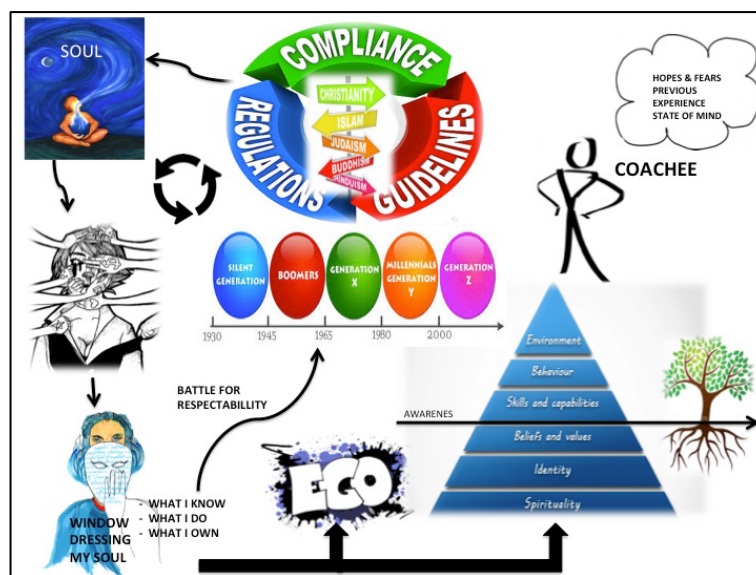 SOUL
COMPLIANCE
REGULATIONS
GUIDELINES
CHRISTIANITY
ISLAM
JUDAISM
BUDDHISM
HINDUISM
HOPES & FEARS
PREVIOUS
EXPERIENCE
STATE OF MIND
COACHEE
SILENT
GENERATION
BOOMERS
GENERATION
X
MILLENNIALS
GENERATION
Y
GENERATION
Z
1930
1945
1965
1980
2000
BATTLE FOR
RESPECTABILLITY
Environment
Behaviour
Skills and capabilities
AWARENES
Beliefs and values
Identity
Spirituality
EGO
WINDOW
DRESSING
MY SOUL
- WHAT I KNOW
- WHAT I DO
- WHAT I OWN